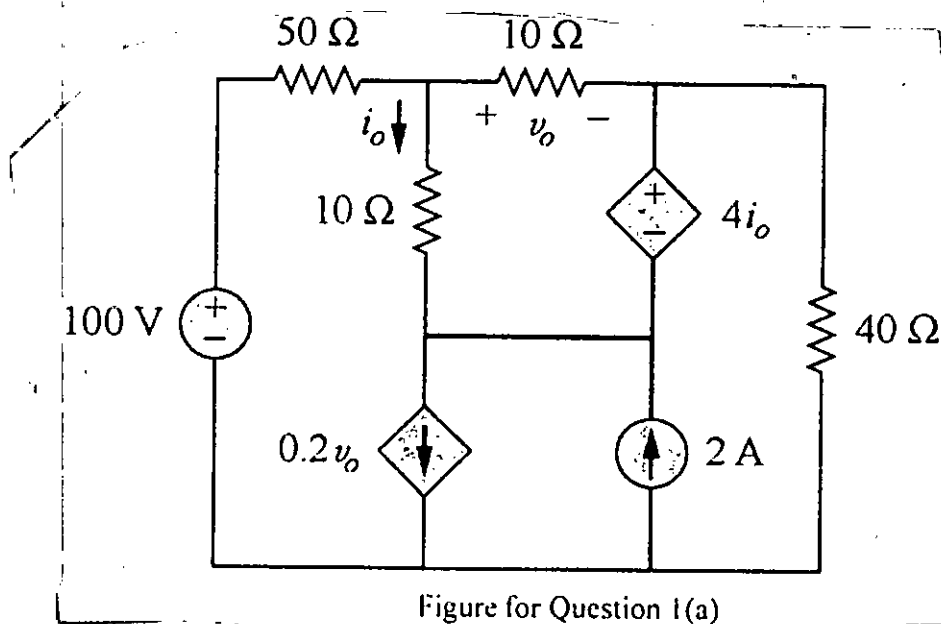 50 Ω 10 Ω
i_o + v_o −
10 Ω + − 4i_o
100 V + − 40 Ω
0.2v_o 2 A
Figure for Question 1(a)